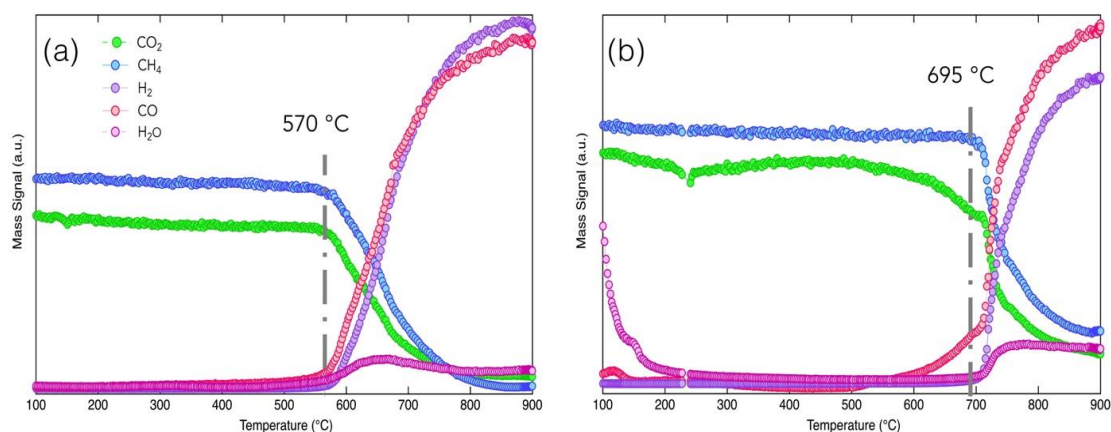 (a)
CO₂
CH₄
H₂
CO
H₂O
570 °C
Mass Signal (a.u.)
100 200 300 400 500 600 700 800 900
Temperature (°C)
(b)
695 °C
Mass Signal (a.u.)
100 200 300 400 500 600 700 800 900
Temperature (°C)